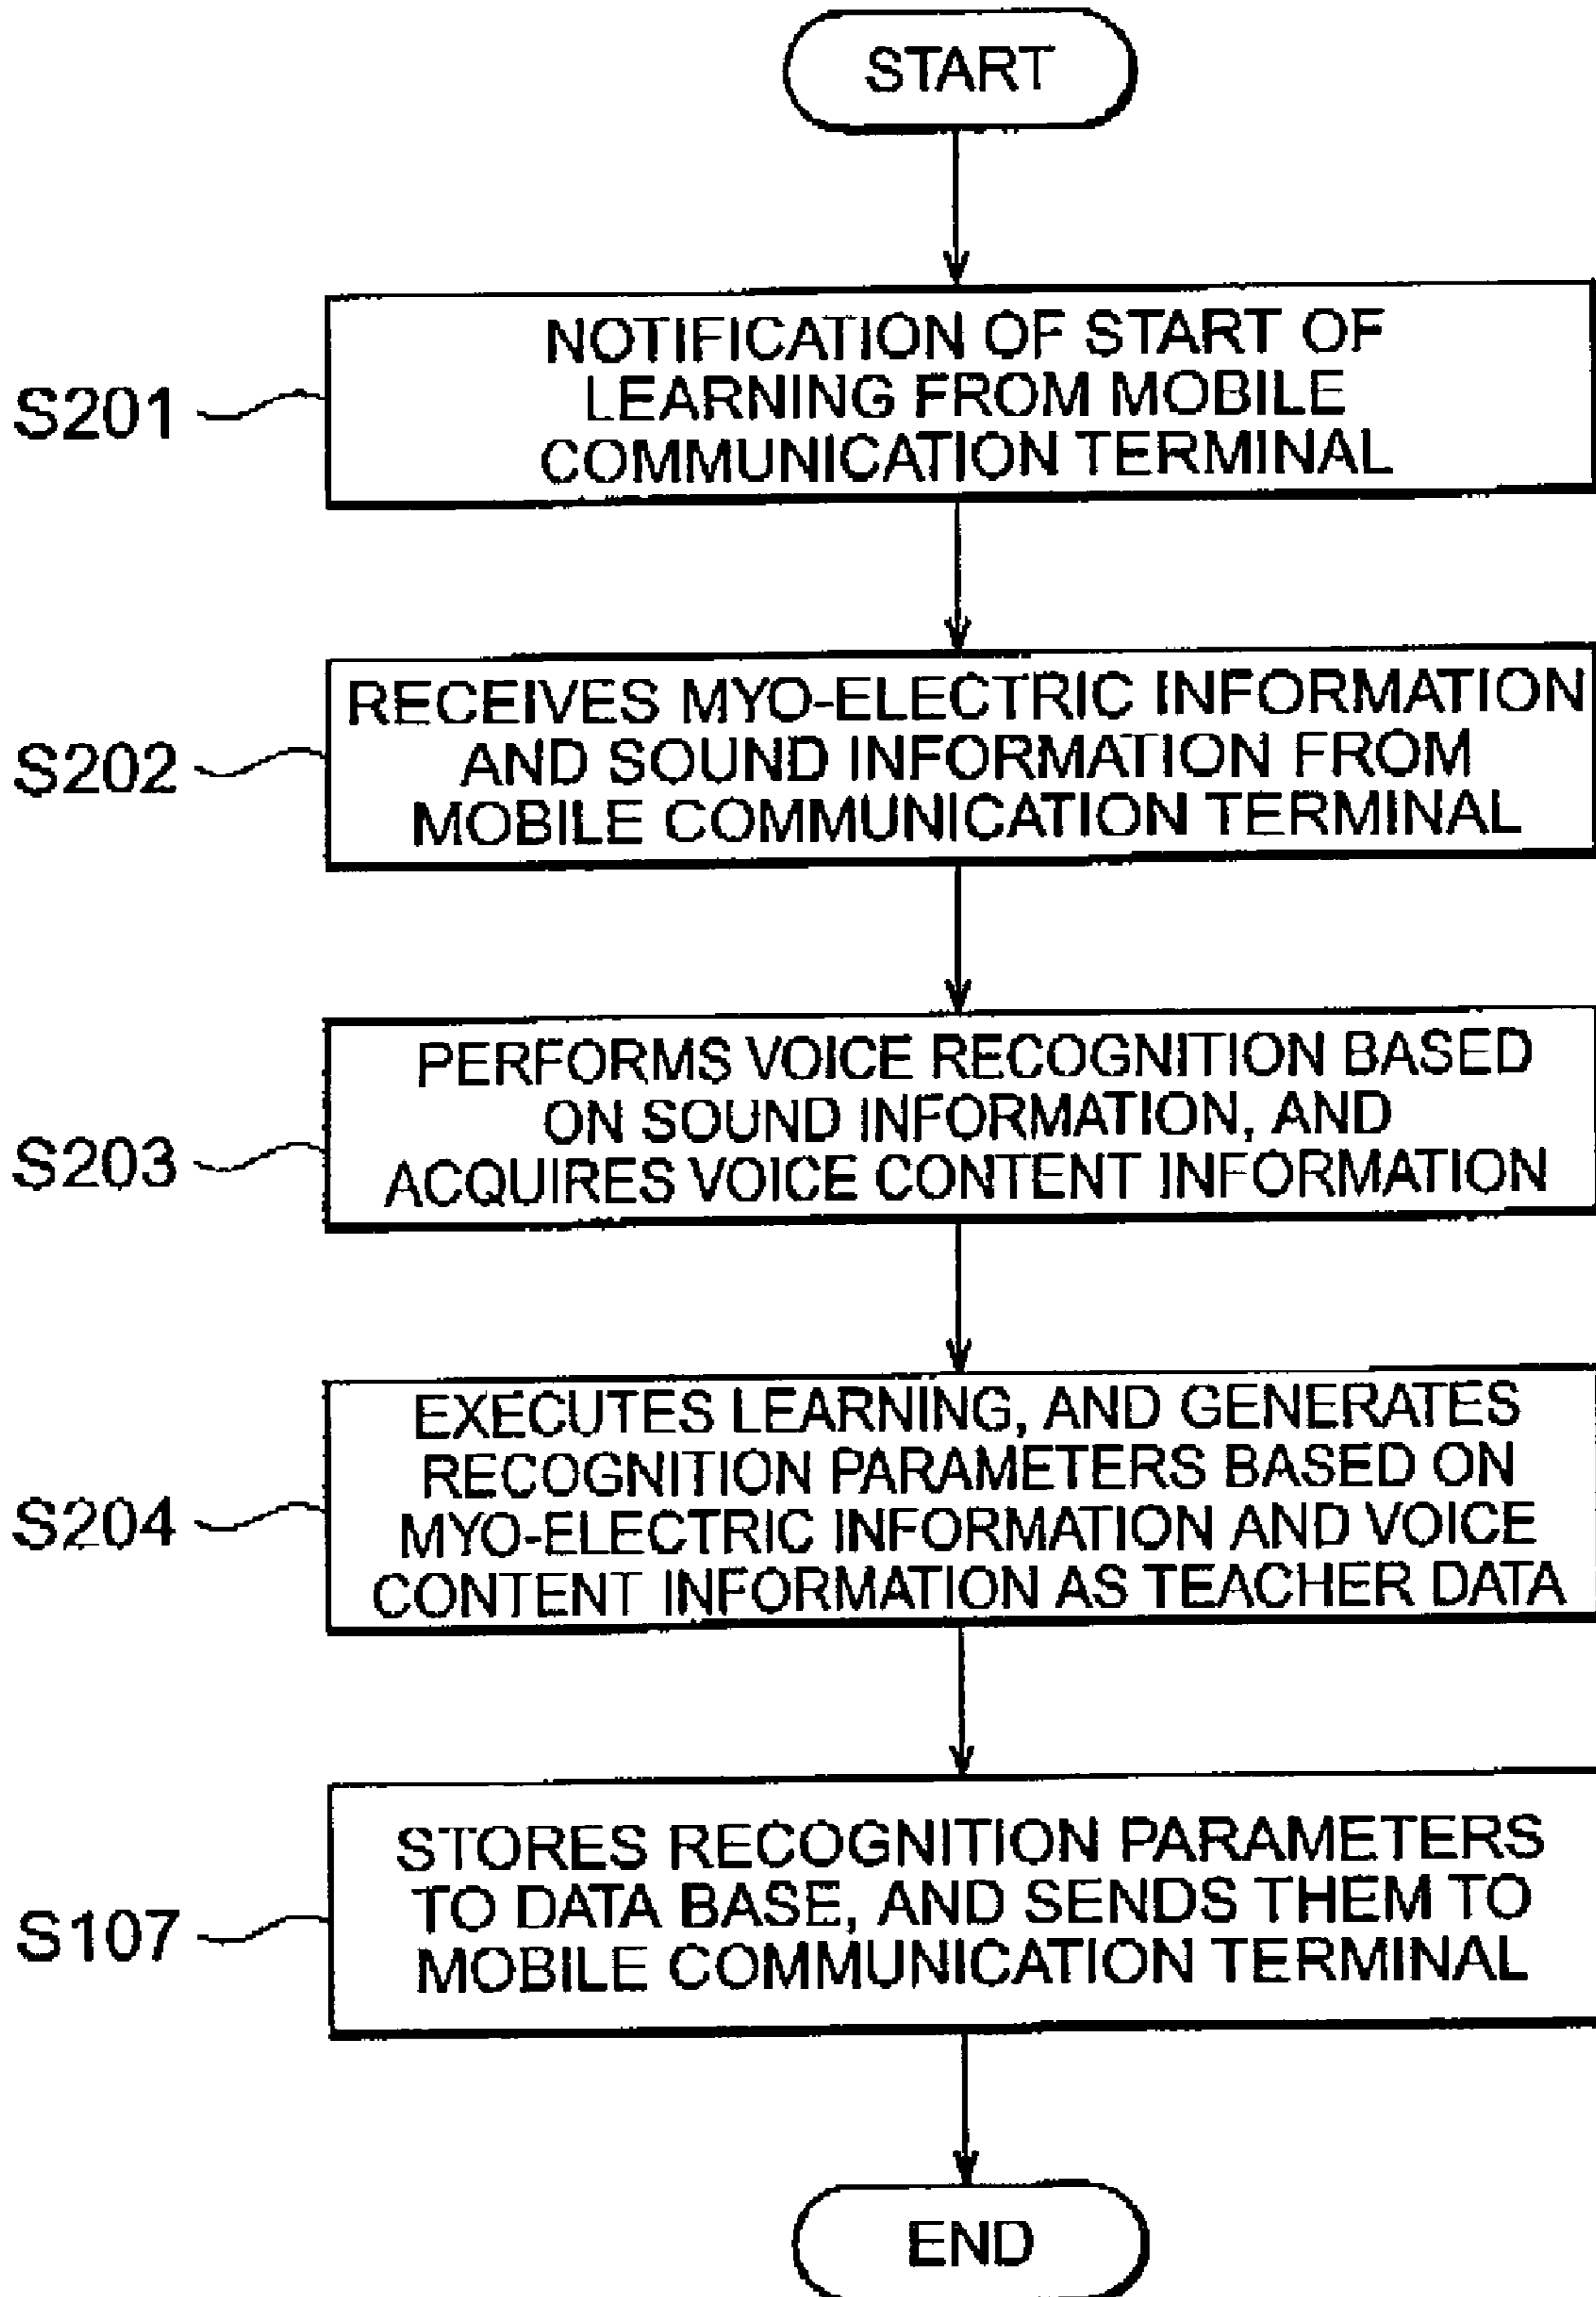 START
S201
NOTIFICATION OF START OF
LEARNING FROM MOBILE
COMMUNICATION TERMINAL
S202
RECEIVES MYO-ELECTRIC INFORMATION
AND SOUND INFORMATION FROM
MOBILE COMMUNICATION TERMINAL
S203
PERFORMS VOICE RECOGNITION BASED
ON SOUND INFORMATION, AND
ACQUIRES VOICE CONTENT INFORMATION
S204
EXECUTES LEARNING, AND GENERATES
RECOGNITION PARAMETERS BASED ON
MYO-ELECTRIC INFORMATION AND VOICE
CONTENT INFORMATION AS TEACHER DATA
S107
STORES RECOGNITION PARAMETERS
TO DATA BASE, AND SENDS THEM TO
MOBILE COMMUNICATION TERMINAL
END